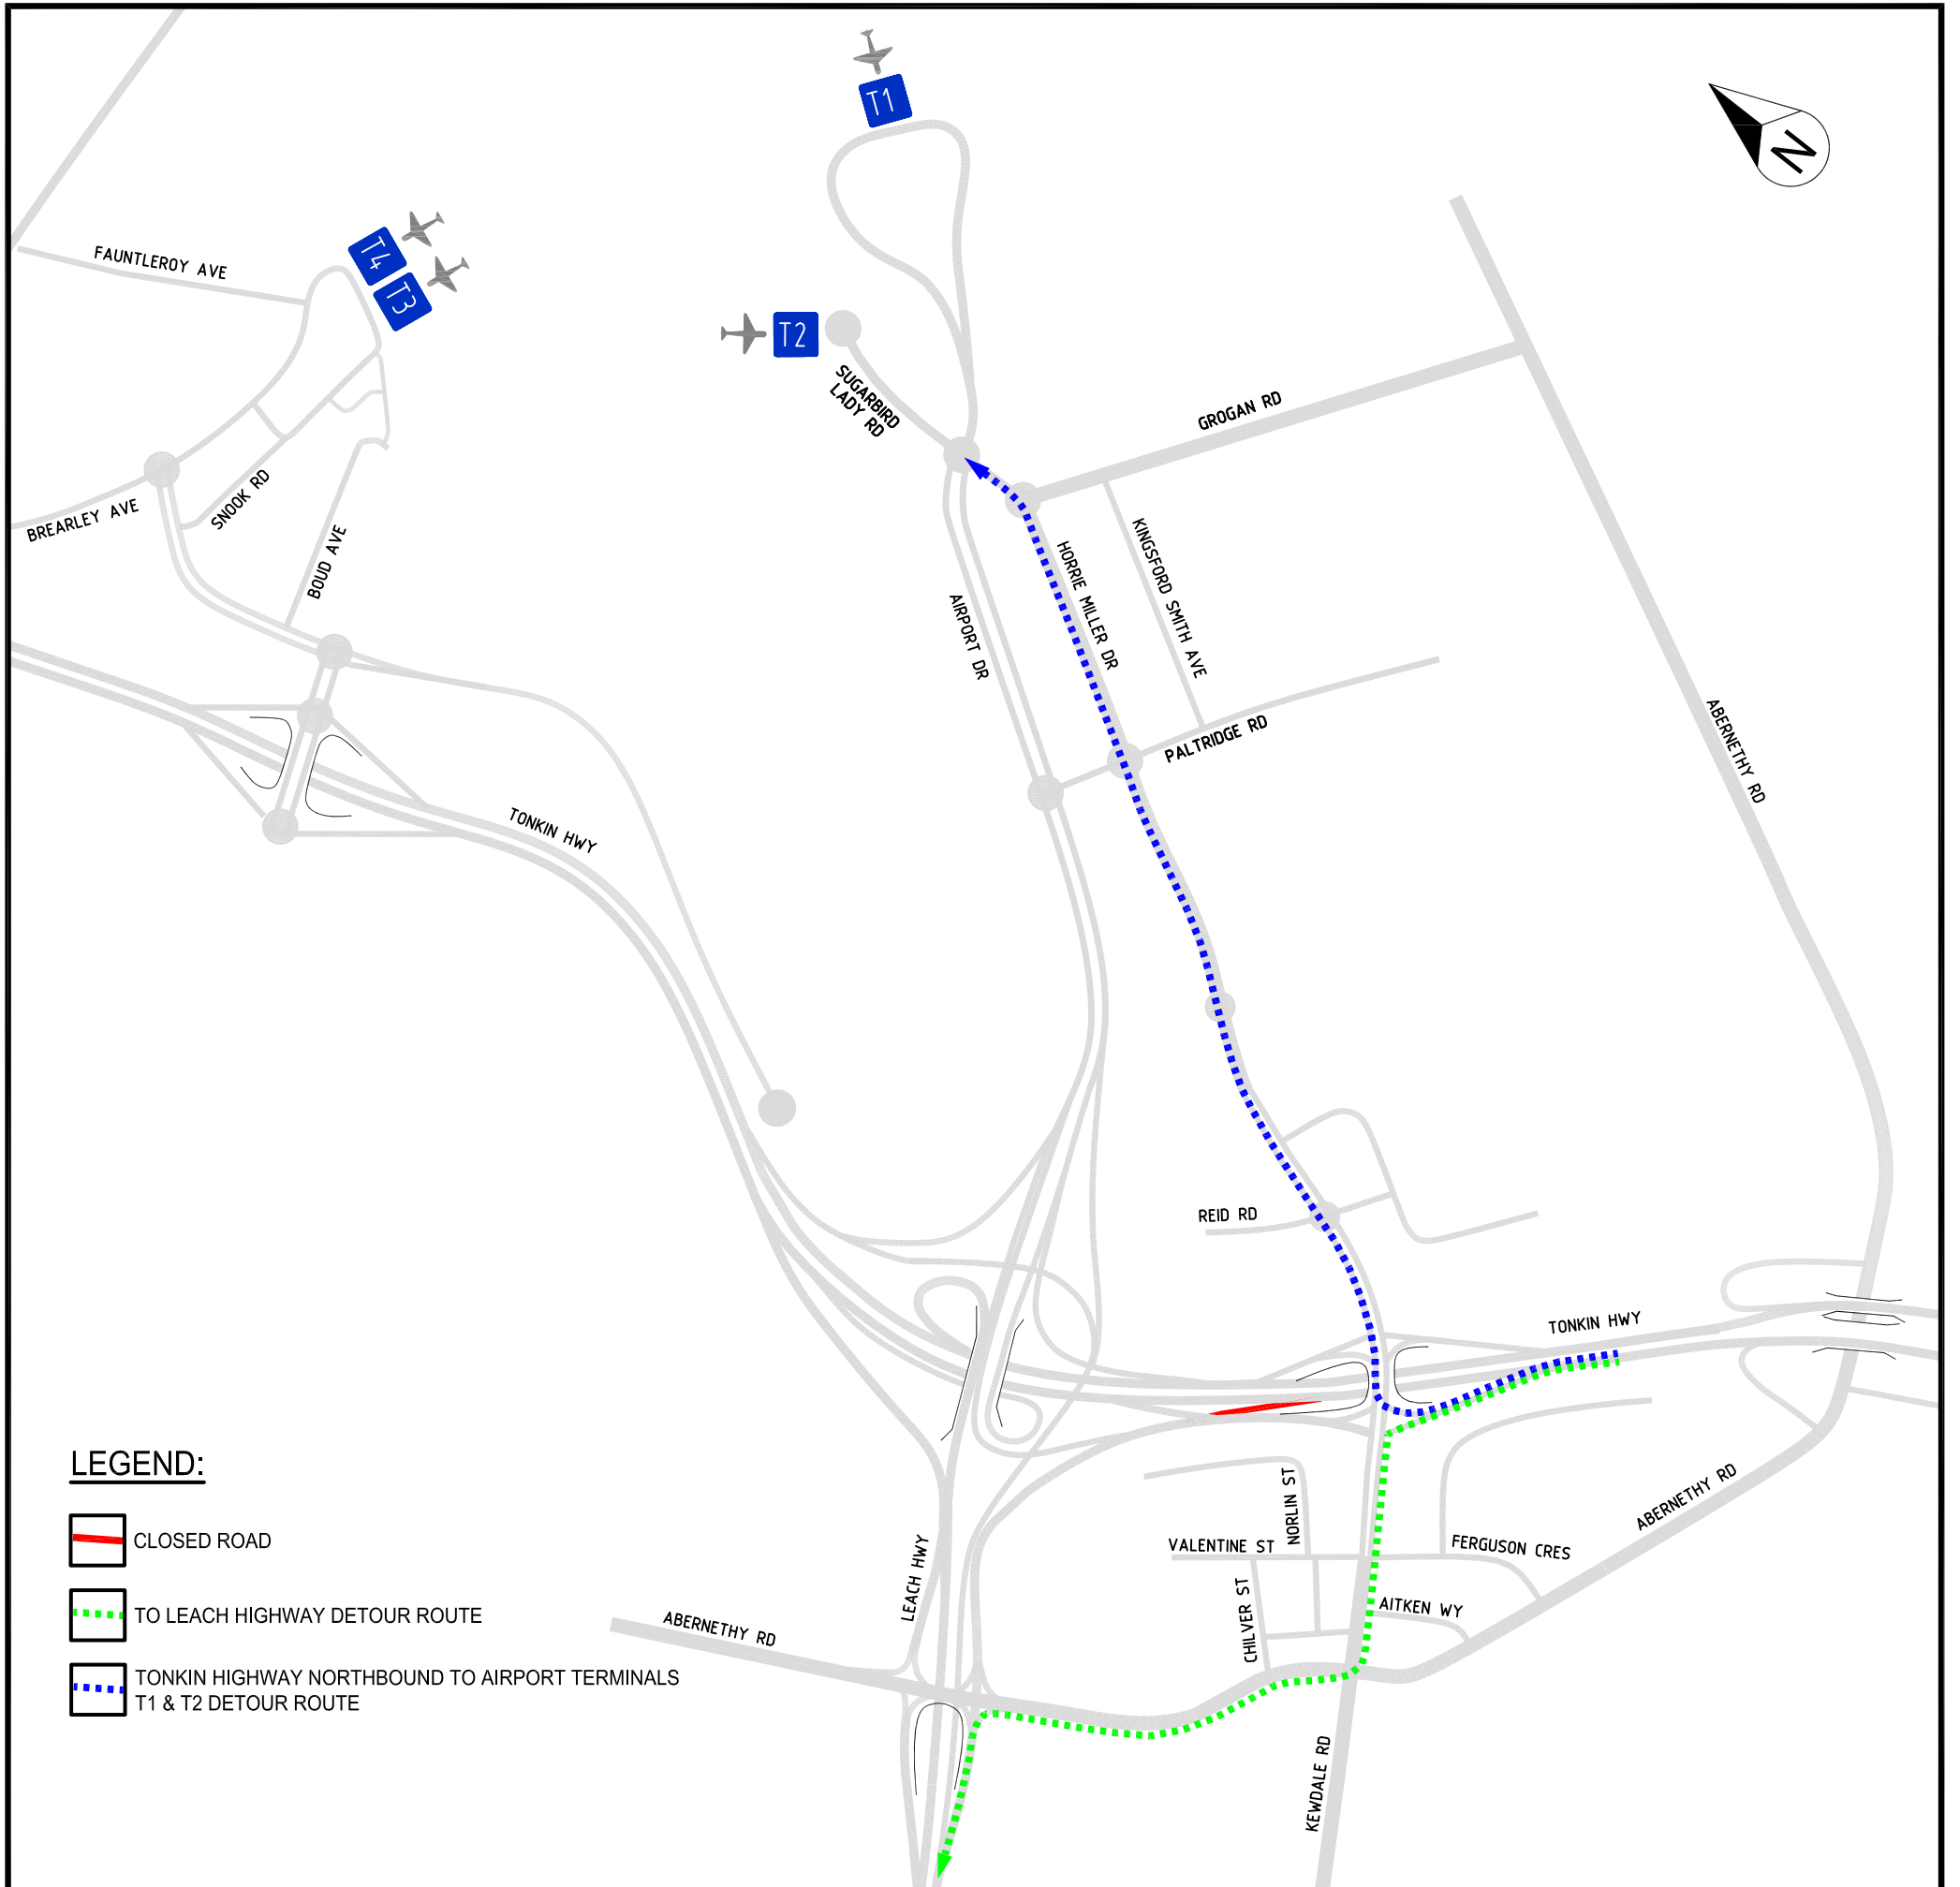 T1
N
FAUNTLEROY AVE
T4
T3
T2
SUGARBIRD
LADY RD
GROGAN RD
BREARLEY AVE
SNOOK RD
BOUD AVE
AIRPORT DR
HORRIE MILLER DR
KINGSFORD SMITH AVE
PALTRIDGE RD
ABERNETHY RD
TONKIN HWY
REID RD
TONKIN HWY
LEGEND:
CLOSED ROAD
TO LEACH HIGHWAY DETOUR ROUTE
TONKIN HIGHWAY NORTHBOUND TO AIRPORT TERMINALS
T1 & T2 DETOUR ROUTE
LEACH HWY
ABERNETHY RD
NORLIN ST
VALENTINE ST
CHILVER ST
FERGUSON CRES
AITKEN WY
ABERNETHY RD
KEWDALE RD